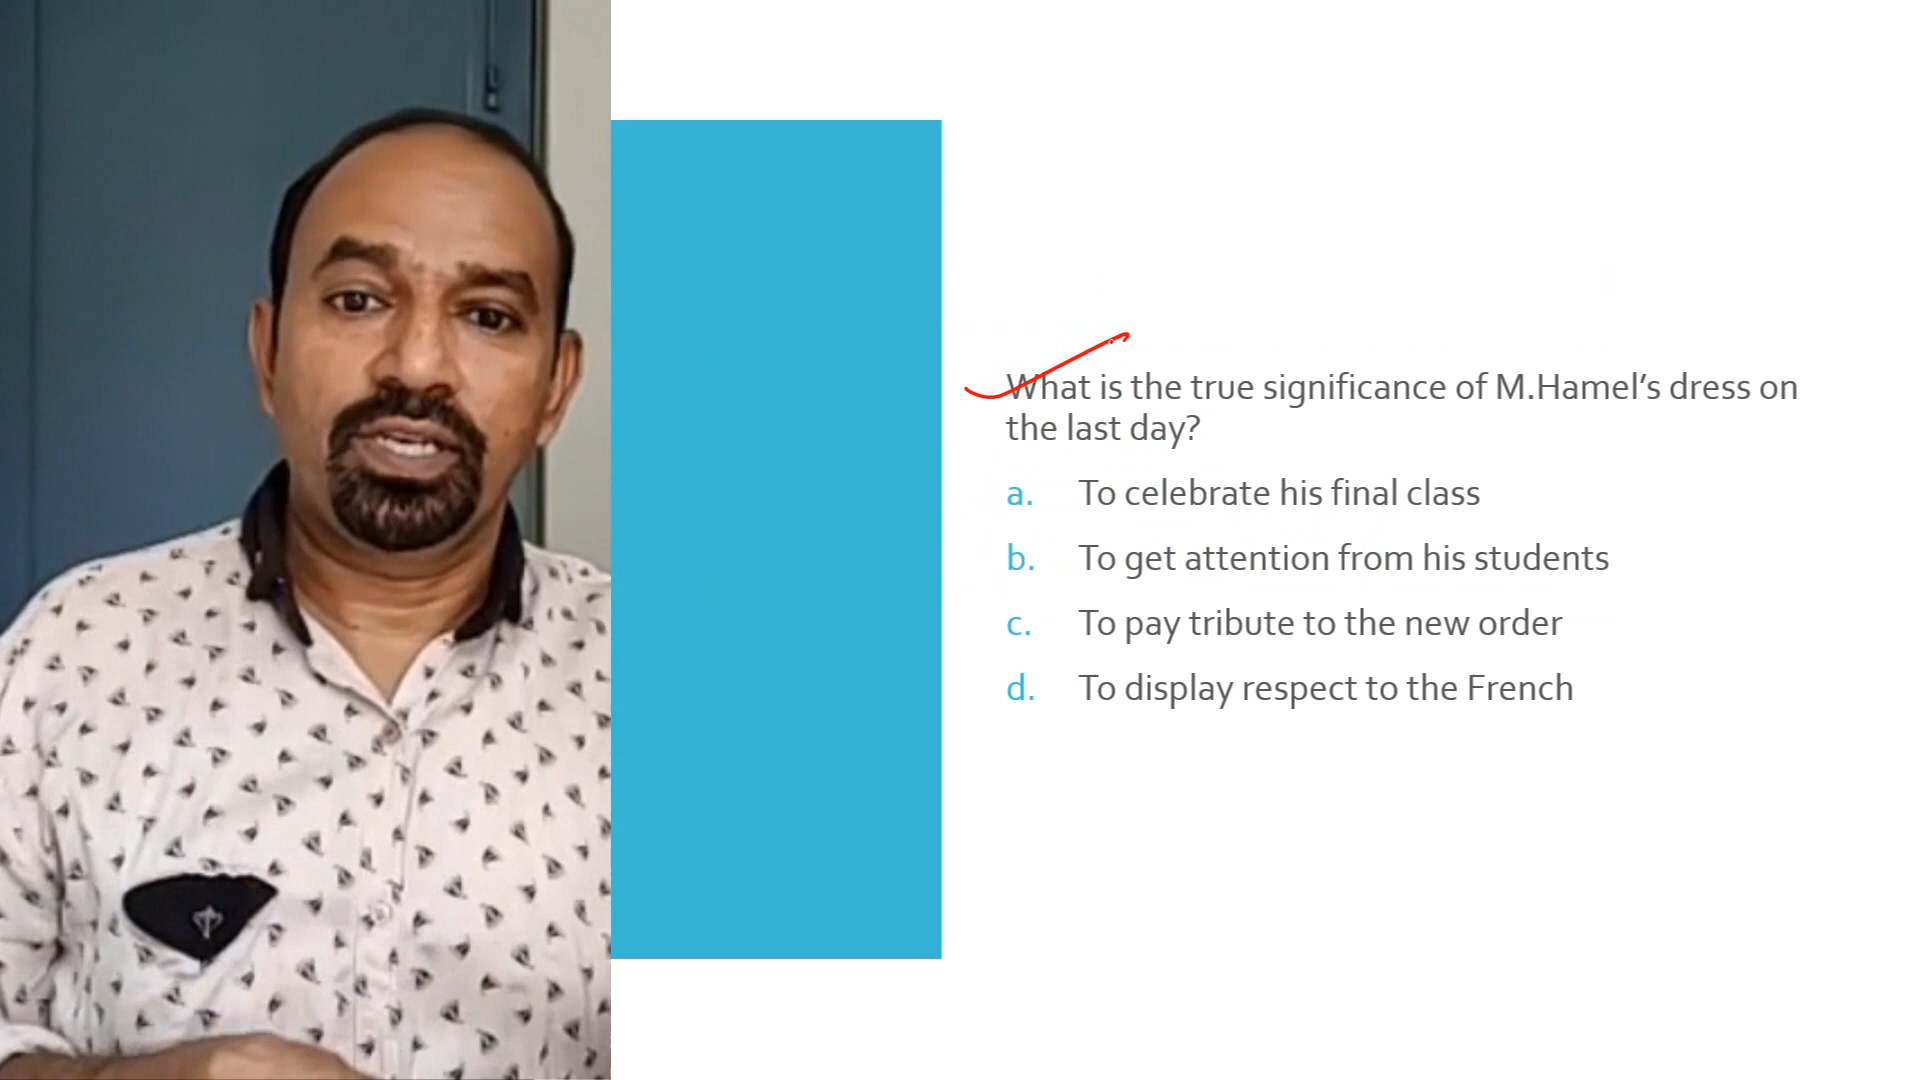 What is the true significance of M.Hamel’s dress on
the last day?
a. To celebrate his final class
b. To get attention from his students
c. To pay tribute to the new order
d. To display respect to the French